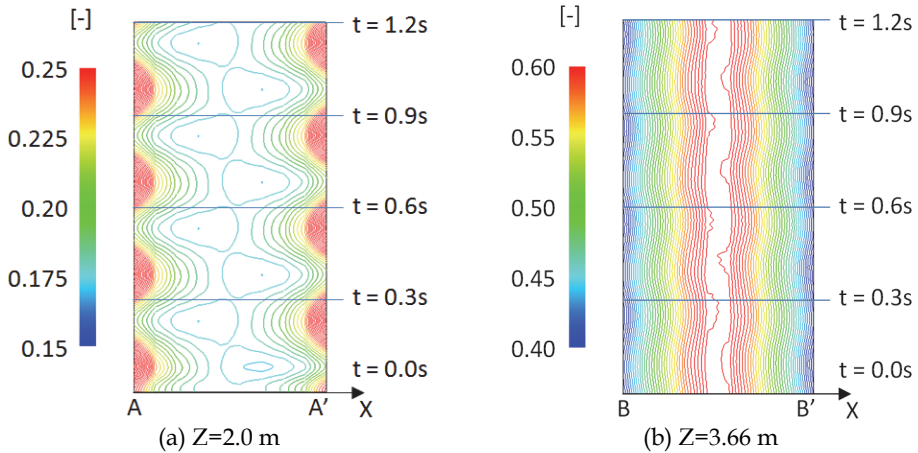 [-]
0.25
0.225
0.20
0.175
0.15
t = 1.2s
t = 0.9s
t = 0.6s
t = 0.3s
t = 0.0s
A
A'
X
(a) Z=2.0 m
[-]
0.60
0.55
0.50
0.45
0.40
t = 1.2s
t = 0.9s
t = 0.6s
t = 0.3s
t = 0.0s
B
B'
X
(b) Z=3.66 m